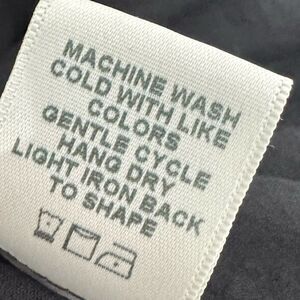 MACHINE WASH
COLD WITH LIKE
COLORS
GENTLE CYCLE
HANG DRY
LIGHT IRON BACK
TO SHAPE